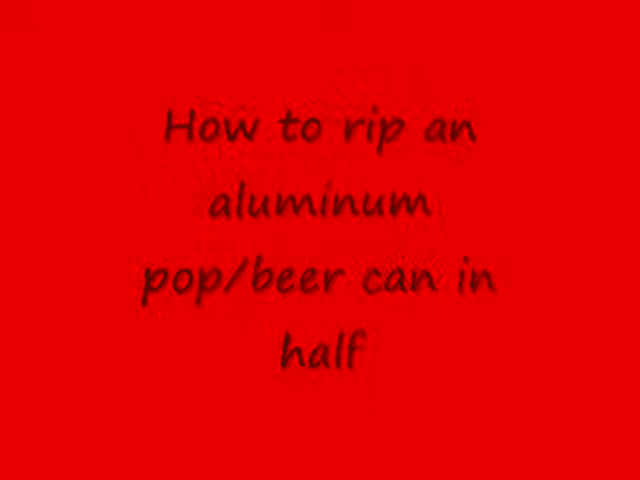 How to rip an
aluminum
pop/beer can in
half